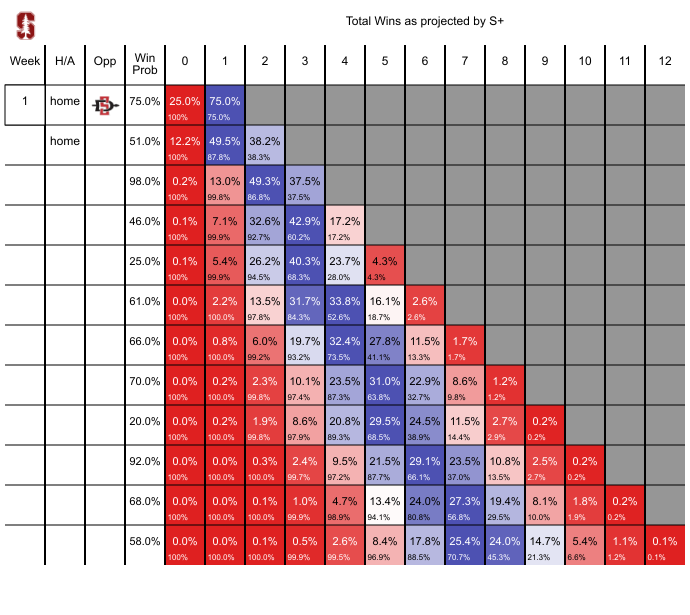 Total Wins as projected by S+
Week H/A Opp Win Prob 0 1 2 3 4 5 6 7 8 9 10 11 12
1 home 75.0% 25.0% 75.0%
100% 75.0%
home 51.0% 12.2% 49.5% 38.2%
100% 87.8% 38.3%
98.0% 0.2% 13.0% 49.3% 37.5%
100% 99.8% 86.8% 37.5%
46.0% 0.1% 7.1% 32.6% 42.9% 17.2%
100% 99.9% 92.7% 60.2% 17.2%
25.0% 0.1% 5.4% 26.2% 40.3% 23.7% 4.3%
100% 99.9% 94.5% 68.3% 28.0% 4.3%
61.0% 0.0% 2.2% 13.5% 31.7% 33.8% 16.1% 2.6%
100% 100.0% 97.8% 84.3% 52.6% 18.7% 2.6%
66.0% 0.0% 0.8% 6.0% 19.7% 32.4% 27.8% 11.5% 1.7%
100% 100.0% 99.2% 93.2% 73.5% 41.1% 13.3% 1.7%
70.0% 0.0% 0.2% 2.3% 10.1% 23.5% 31.0% 22.9% 8.6% 1.2%
100% 100.0% 99.8% 97.4% 87.3% 63.8% 32.7% 9.8% 1.2%
20.0% 0.0% 0.2% 1.9% 8.6% 20.8% 29.5% 24.5% 11.5% 2.7% 0.2%
100% 100.0% 99.8% 97.9% 89.3% 68.5% 38.9% 14.4% 2.9% 0.2%
92.0% 0.0% 0.0% 0.3% 2.4% 9.5% 21.5% 29.1% 23.5% 10.8% 2.5% 0.2%
100% 100.0% 100.0% 99.7% 97.2% 87.7% 66.1% 37.0% 13.5% 2.7% 0.2%
68.0% 0.0% 0.0% 0.1% 1.0% 4.7% 13.4% 24.0% 27.3% 19.4% 8.1% 1.8% 0.2%
100% 100.0% 100.0% 99.9% 98.9% 94.1% 80.8% 56.8% 29.5% 10.0% 1.9% 0.2%
58.0% 0.0% 0.0% 0.1% 0.5% 2.6% 8.4% 17.8% 25.4% 24.0% 14.7% 5.4% 1.1% 0.1%
100% 100.0% 100.0% 99.9% 99.5% 96.9% 88.5% 70.7% 45.3% 21.3% 6.6% 1.2% 0.1%